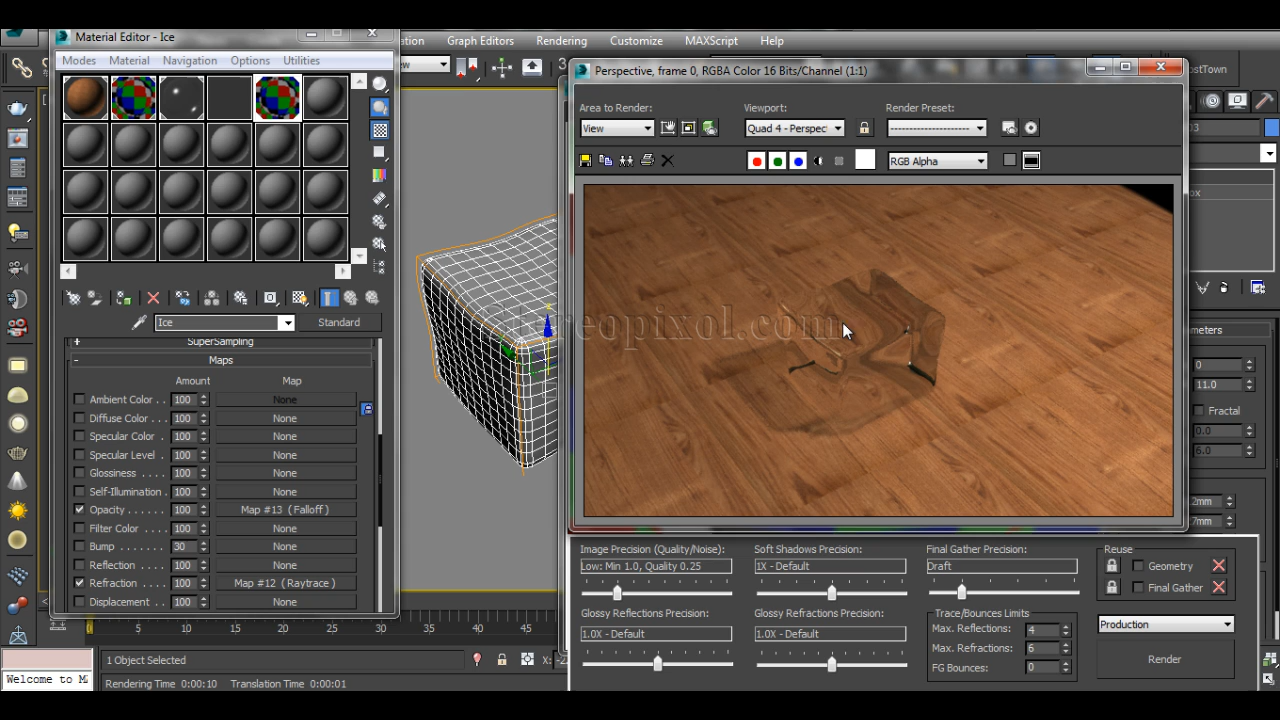 Material Editor - Ice
Modes Material Navigation Options Utilities
Ice
Standard
SuperSampling
Maps
Amount Map
Ambient Color . . 100 None
Diffuse Color . . . 100 None
Specular Color . 100 None
Specular Level . 100 None
Glossiness . . . . 100 None
Self-Illumination . 100 None
Opacity . . . . . . 100 Map #13 (Falloff)
Filter Color . . . . 100 None
Bump . . . . . . . 30 None
Reflection . . . . 100 None
Refraction . . . . 100 Map #12 (Raytrace)
Displacement . . 100 None
Graph Editors Rendering Customize MAXScript Help
Perspective, frame 0, RGBA Color 16 Bits/Channel (1:1)
Area to Render: Viewport: Render Preset:
View Quad 4 - Perspec
RGB Alpha
reopixol.com
0
11.0
Fractal
0.0
6.0
Image Precision (Quality/Noise): Soft Shadows Precision: Final Gather Precision: Reuse
Low: Min 1.0, Quality 0.25 1X - Default Draft Geometry
Final Gather
Glossy Reflections Precision: Glossy Refractions Precision: Trace/Bounces Limits
1.0X - Default 1.0X - Default Max. Reflections: 4 Production
Max. Refractions: 6
FG Bounces: 0 Render
5 10 15 20 25 30 35 40 45
1 Object Selected X:
Welcome to M
Rendering Time 0:00:10 Translation Time 0:00:01